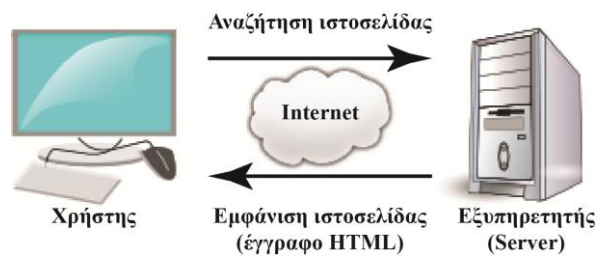 Αναζήτηση ιστοσελίδας
Internet
Χρήστης
Εμφάνιση ιστοσελίδας
(έγγραφο HTML)
Εξυπηρετητής
(Server)